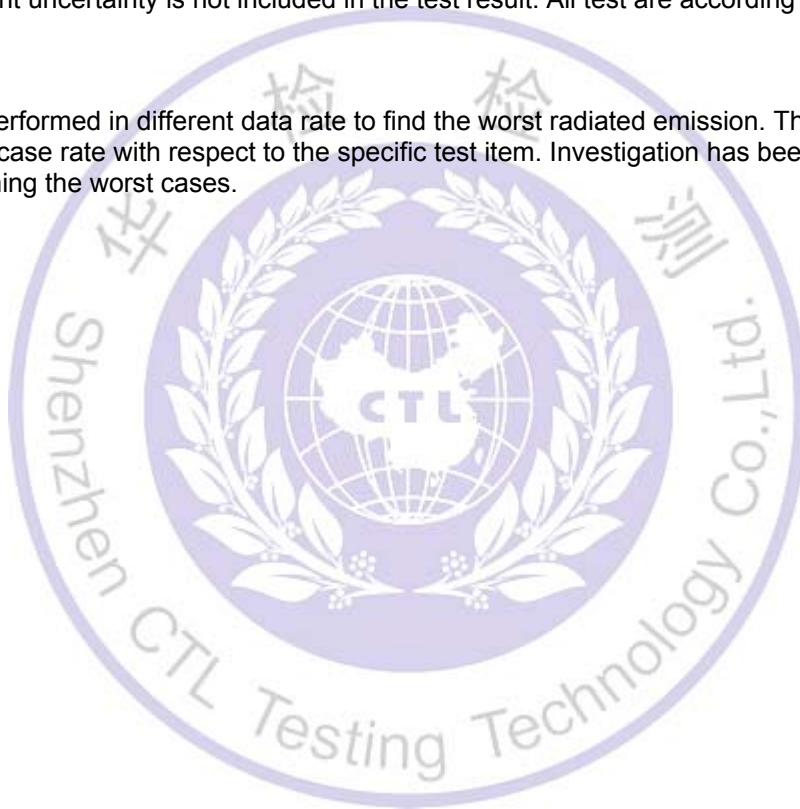 nt uncertainty is not included in the test result. All test are according
erformed in different data rate to find the worst radiated emission. Th
case rate with respect to the specific test item. Investigation has bee
ning the worst cases.
华检检测
CTL
Shenzhen CTL Testing Technology Co.,Ltd.